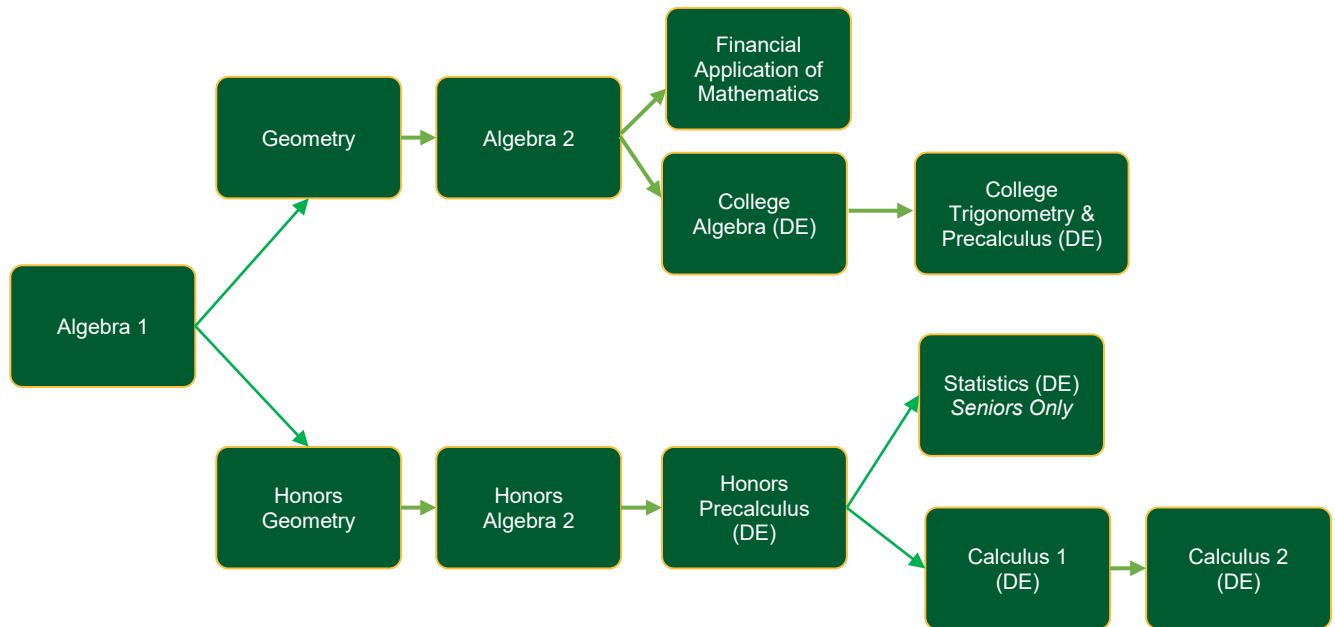 Financial
Application of
Mathematics
Geometry
Algebra 2
College
Algebra (DE)
College
Trigonometry &
Precalculus (DE)
Algebra 1
Statistics (DE)
Seniors Only
Honors
Geometry
Honors
Algebra 2
Honors
Precalculus
(DE)
Calculus 1
(DE)
Calculus 2
(DE)